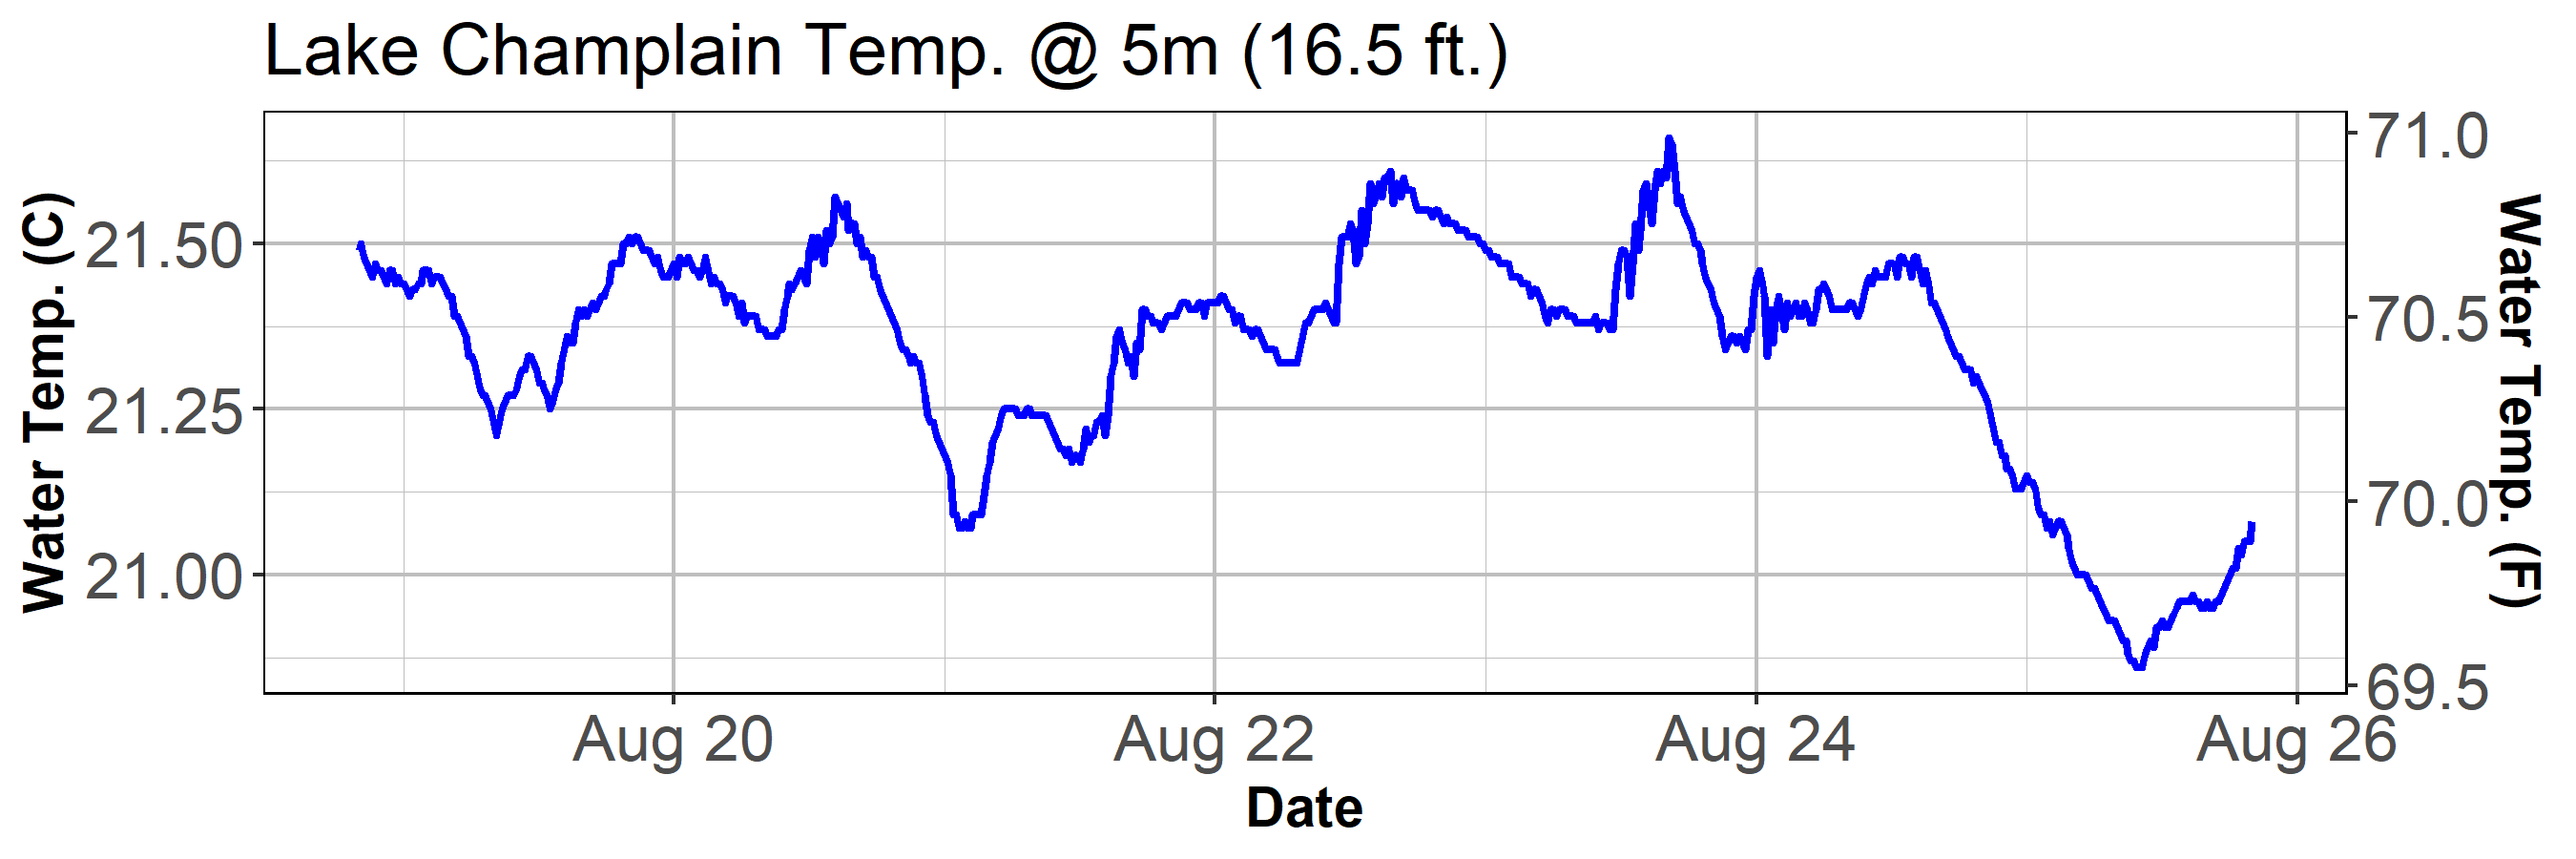 Lake Champlain Temp. @ 5m (16.5 ft.)
Water Temp. (C)
21.50
21.25
21.00
71.0
70.5
70.0
69.5
Water Temp. (F)
Aug 20 Aug 22 Aug 24 Aug 26
Date